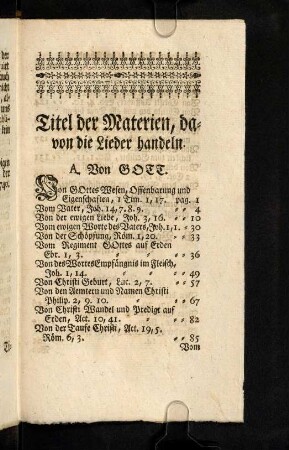 Titel der Materien, da-
von die Lieder handeln.
A. Von GOTT.
Von GOttes Wesen, Offenbarung und
Eigenschaften, 1 Tim. 1, 17. pag. 1
Vom Vater, Joh. 14, 7. 8. 9. 4
Von der ewigen Liebe, Joh. 3, 16. 10
Vom ewigen Worte des Vaters, Joh. 1, 1. 30
Von der Schöpfung, Röm. 1, 20. 33
Vom Regiment GOttes auf Erden
Ebr. 1, 3. 36
Von des Wortes Empfängnis im Fleisch,
Joh. 1, 14. 49
Von Christi Geburt, Luc. 2, 7. 57
Von den Aemtern und Namen Christi
Philip. 2, 9. 10. 67
Von Christi Wandel und Predigt auf
Erden, Act. 10, 41. 82
Von der Taufe Christi, Act. 19, 5.
Röm. 6, 3. 85
Vom